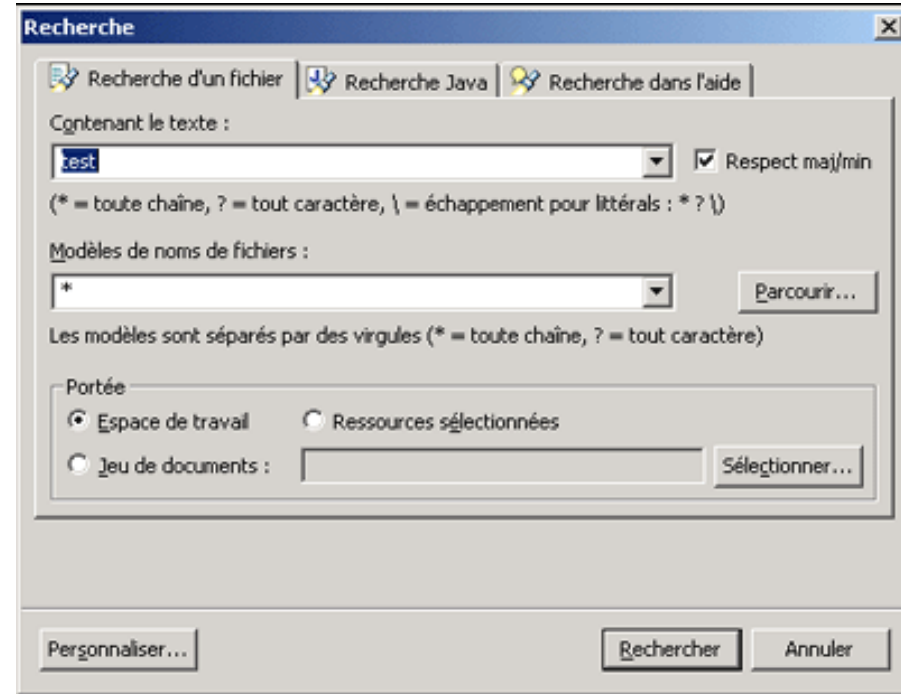 Recherche
Recherche d'un fichier Recherche Java Recherche dans l'aide
Contenant le texte :
test Respect maj/min
(* = toute chaîne, ? = tout caractère, \ = échappement pour littérals : * ? \)
Modèles de noms de fichiers :
* Parcourir...
Les modèles sont séparés par des virgules (* = toute chaîne, ? = tout caractère)
Portée
Espace de travail Ressources sélectionnées
Jeu de documents : Sélectionner...
Personnaliser... Rechercher Annuler